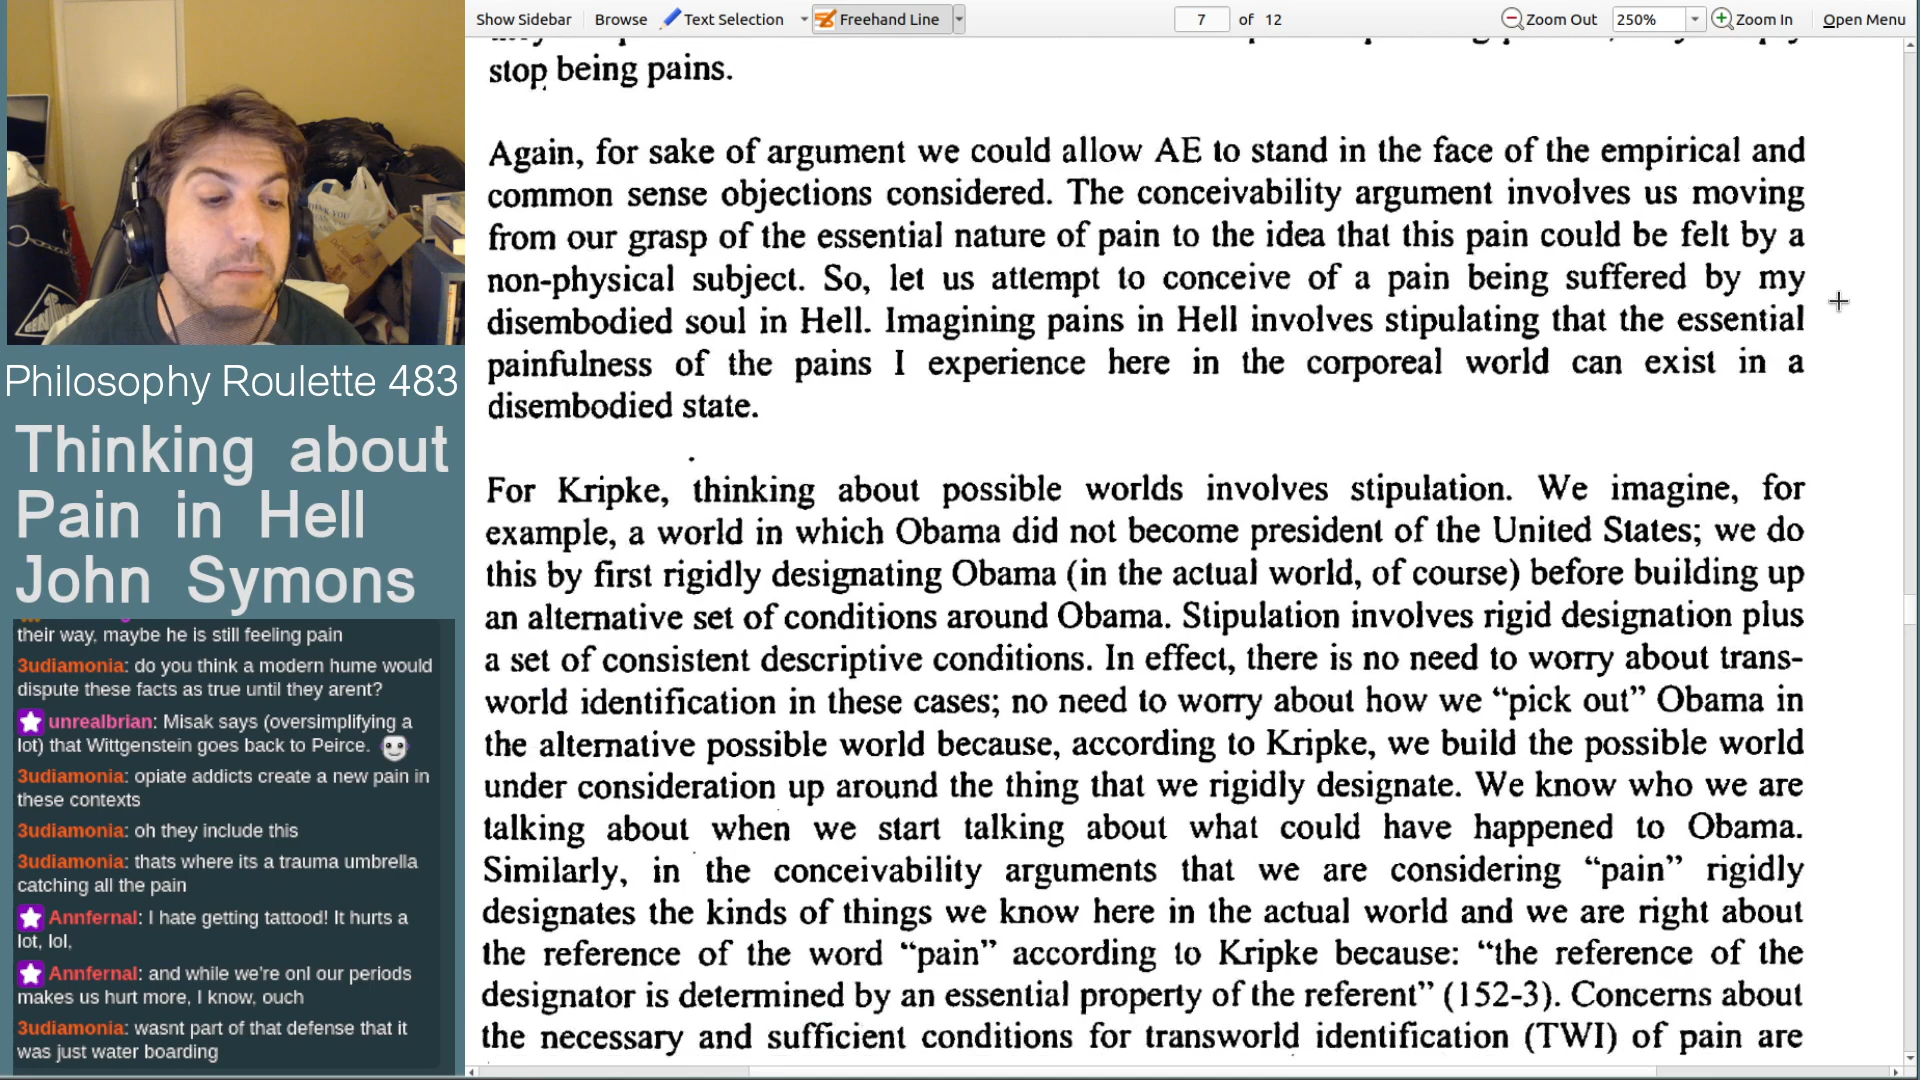 Show Sidebar
Browse
Text Selection
Freehand Line
7 of 12
Zoom Out
250%
Zoom In
Open Menu
stop being pains.
Again, for sake of argument we could allow AE to stand in the face of the empirical and
common sense objections considered. The conceivability argument involves us moving
from our grasp of the essential nature of pain to the idea that this pain could be felt by a
non-physical subject. So, let us attempt to conceive of a pain being suffered by my
disembodied soul in Hell. Imagining pains in Hell involves stipulating that the essential
painfulness of the pains I experience here in the corporeal world can exist in a
disembodied state.
For Kripke, thinking about possible worlds involves stipulation. We imagine, for
example, a world in which Obama did not become president of the United States; we do
this by first rigidly designating Obama (in the actual world, of course) before building up
an alternative set of conditions around Obama. Stipulation involves rigid designation plus
a set of consistent descriptive conditions. In effect, there is no need to worry about trans-
world identification in these cases; no need to worry about how we “pick out” Obama in
the alternative possible world because, according to Kripke, we build the possible world
under consideration up around the thing that we rigidly designate. We know who we are
talking about when we start talking about what could have happened to Obama.
Similarly, in the conceivability arguments that we are considering “pain” rigidly
designates the kinds of things we know here in the actual world and we are right about
the reference of the word “pain” according to Kripke because: “the reference of the
designator is determined by an essential property of the referent” (152-3). Concerns about
the necessary and sufficient conditions for transworld identification (TWI) of pain are
Philosophy Roulette 483
Thinking about
Pain in Hell
John Symons
their way, maybe he is still feeling pain
3udiamonia: do you think a modern hume would
dispute these facts as true until they arent?
unrealbrian: Misak says (oversimplifying a
lot) that Wittgenstein goes back to Peirce.
3udiamonia: opiate addicts create a new pain in
these contexts
3udiamonia: oh they include this
3udiamonia: thats where its a trauma umbrella
catching all the pain
Annfernal: I hate getting tattood! It hurts a
lot, lol,
Annfernal: and while we're onl our periods
makes us hurt more, I know, ouch
3udiamonia: wasnt part of that defense that it
was just water boarding